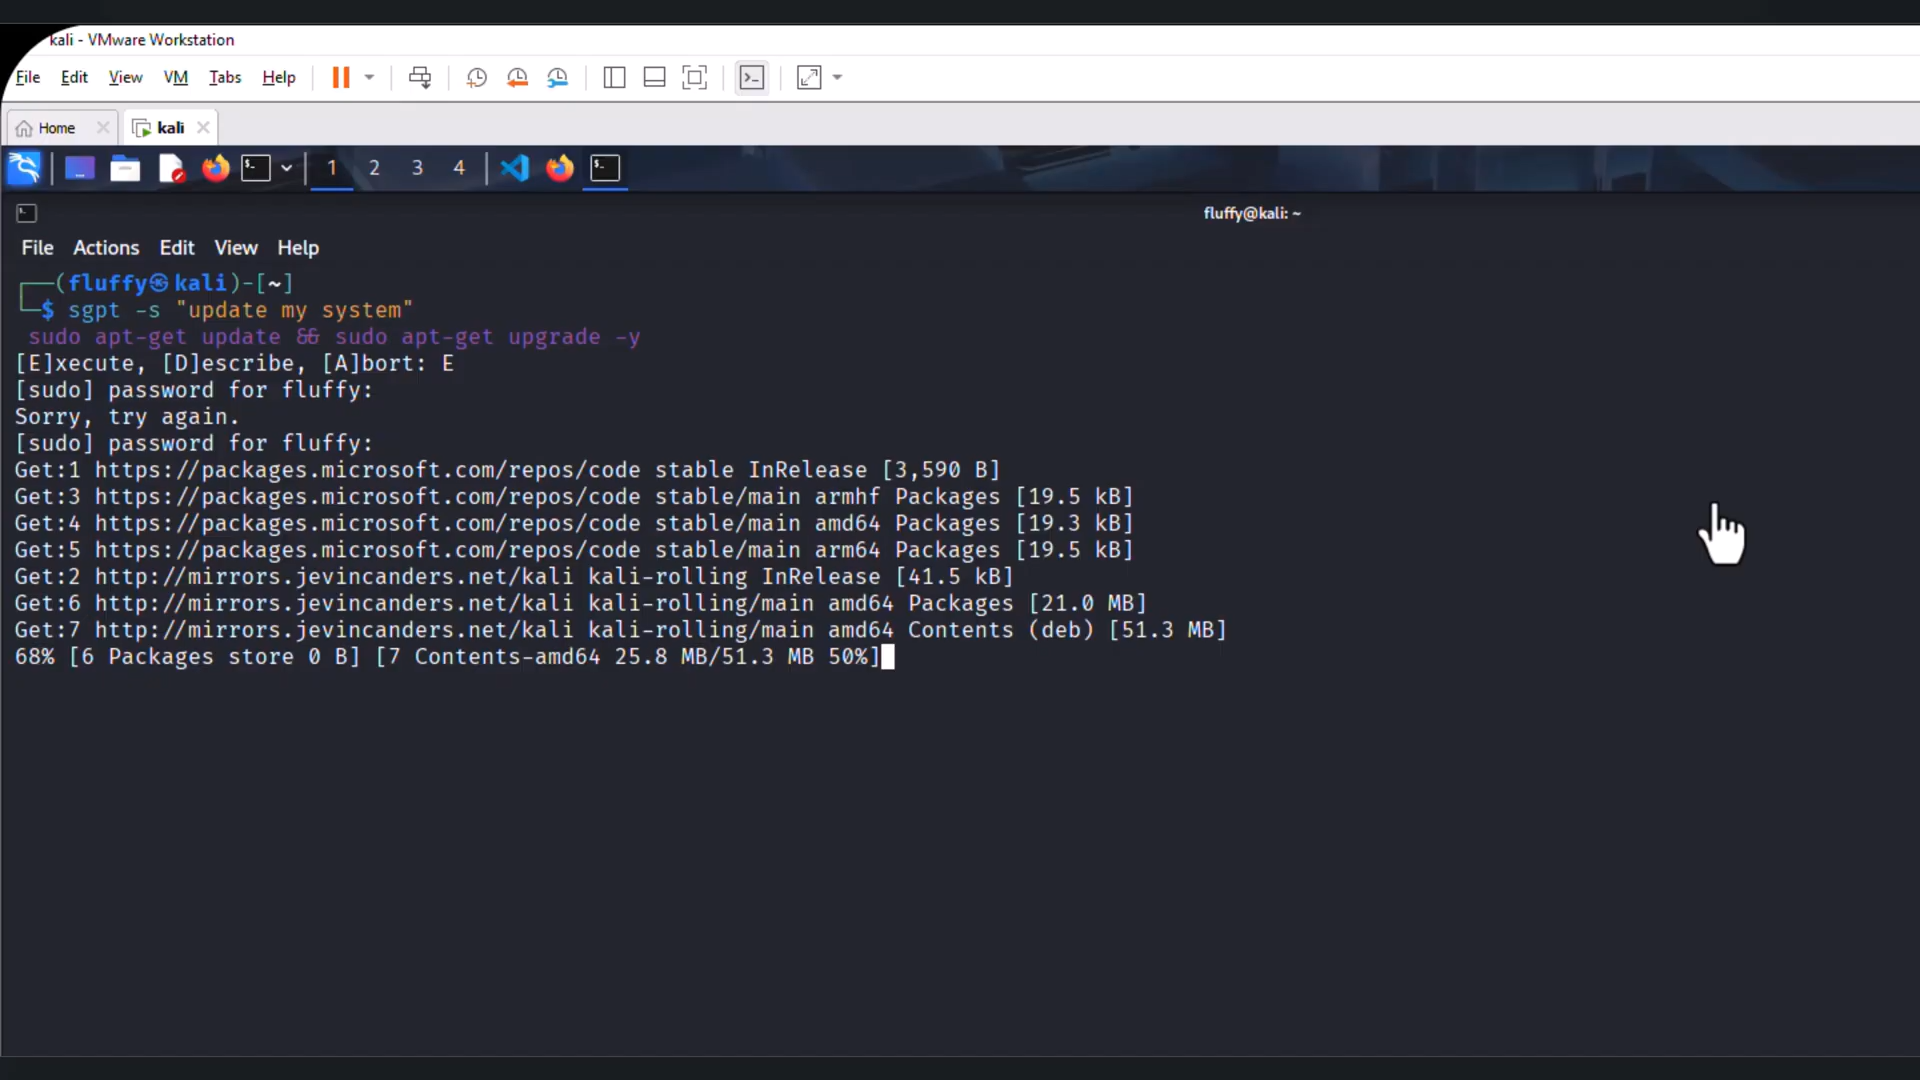 kali - VMware Workstation
File Edit View VM Tabs Help
Home kali
1 2 3 4
fluffy@kali: ~
File Actions Edit View Help
┌──(fluffy㉿kali)-[~]
└─$ sgpt -s "update my system"
sudo apt-get update && sudo apt-get upgrade -y
[E]xecute, [D]escribe, [A]bort: E
[sudo] password for fluffy:
Sorry, try again.
[sudo] password for fluffy:
Get:1 https://packages.microsoft.com/repos/code stable InRelease [3,590 B]
Get:3 https://packages.microsoft.com/repos/code stable/main armhf Packages [19.5 kB]
Get:4 https://packages.microsoft.com/repos/code stable/main amd64 Packages [19.3 kB]
Get:5 https://packages.microsoft.com/repos/code stable/main arm64 Packages [19.5 kB]
Get:2 http://mirrors.jevincanders.net/kali kali-rolling InRelease [41.5 kB]
Get:6 http://mirrors.jevincanders.net/kali kali-rolling/main amd64 Packages [21.0 MB]
Get:7 http://mirrors.jevincanders.net/kali kali-rolling/main amd64 Contents (deb) [51.3 MB]
68% [6 Packages store 0 B] [7 Contents-amd64 25.8 MB/51.3 MB 50%]